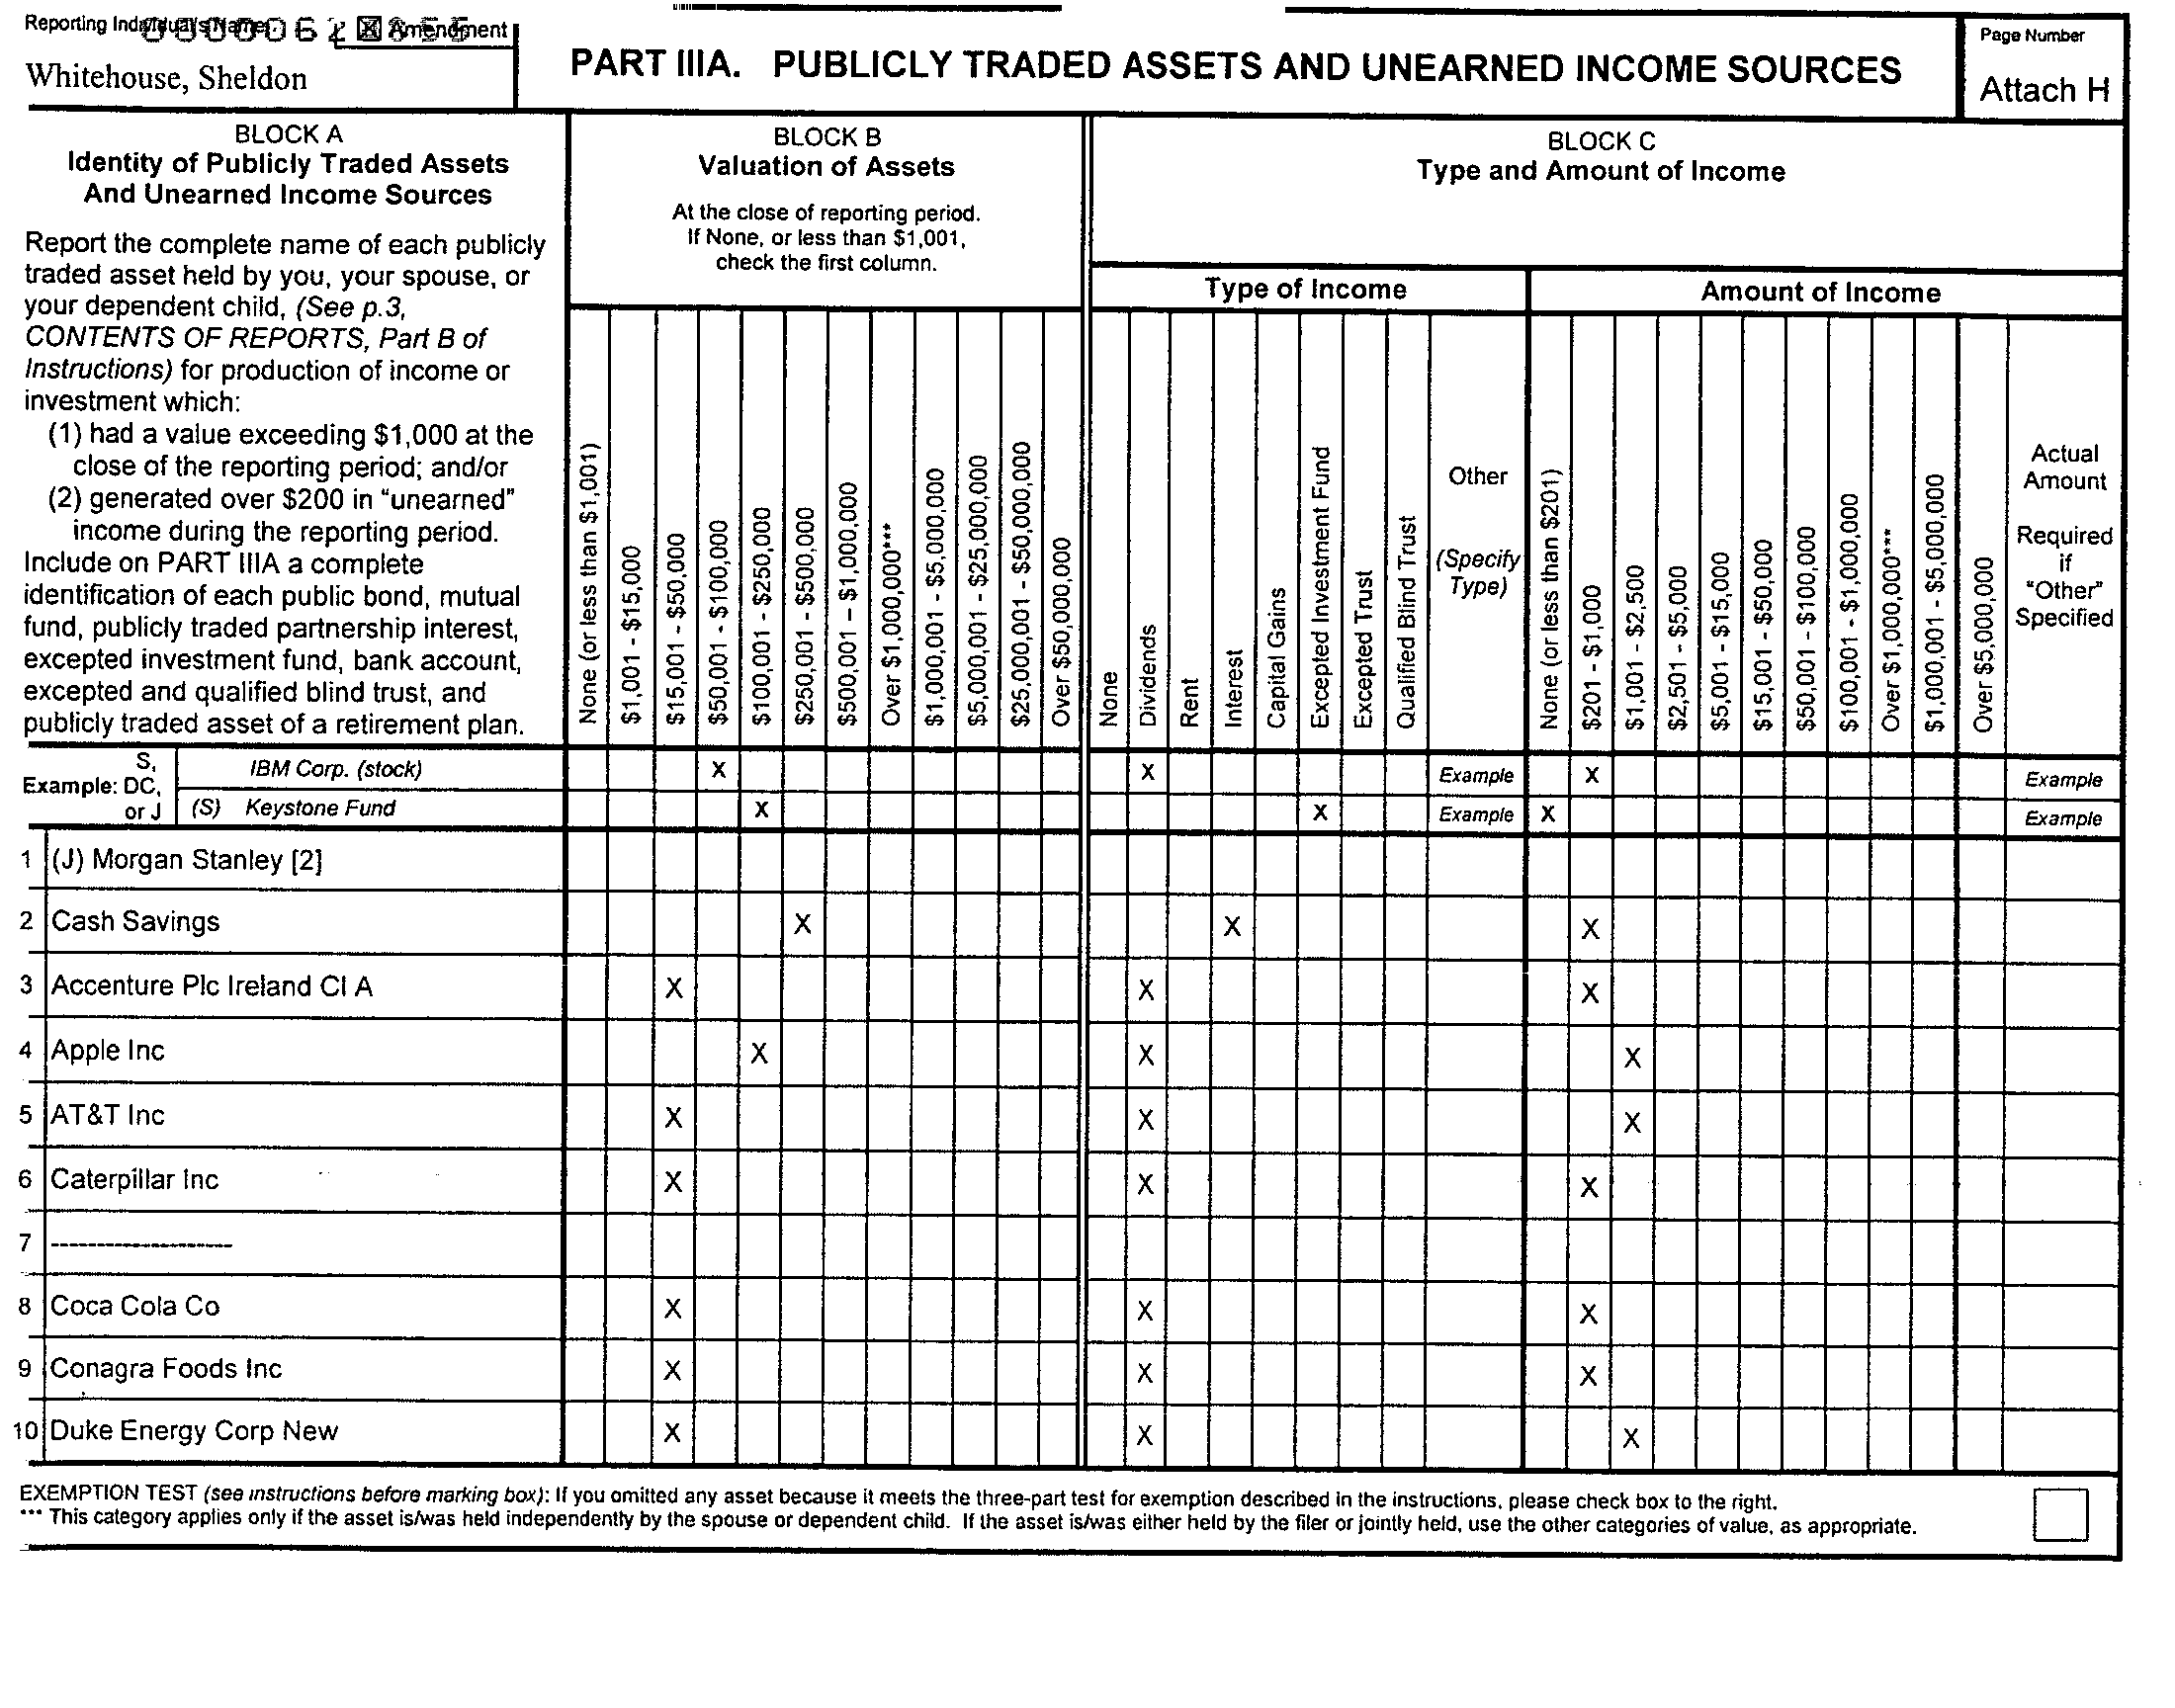 Reporting Individual's Name: Amendment
Whitehouse, Sheldon
PART IIIA. PUBLICLY TRADED ASSETS AND UNEARNED INCOME SOURCES
Page Number
Attach H
BLOCK A
Identity of Publicly Traded Assets
And Unearned Income Sources
Report the complete name of each publicly
traded asset held by you, your spouse, or
your dependent child, (See p.3,
CONTENTS OF REPORTS, Part B of
Instructions) for production of income or
investment which:
(1) had a value exceeding $1,000 at the
close of the reporting period; and/or
(2) generated over $200 in "unearned"
income during the reporting period.
Include on PART IIIA a complete
identification of each public bond, mutual
fund, publicly traded partnership interest,
excepted investment fund, bank account,
excepted and qualified blind trust, and
publicly traded asset of a retirement plan.
BLOCK B
Valuation of Assets
At the close of reporting period.
If None, or less than $1,001,
check the first column.
None (or less than $1,001)
$1,001 - $15,000
$15,001 - $50,000
$50,001 - $100,000
$100,001 - $250,000
$250,001 - $500,000
$500,001 – $1,000,000
Over $1,000,000***
$1,000,001 - $5,000,000
$5,000,001 - $25,000,000
$25,000,001 - $50,000,000
Over $50,000,000
BLOCK C
Type and Amount of Income
Type of Income
None
Dividends
Rent
Interest
Capital Gains
Excepted Investment Fund
Excepted Trust
Qualified Blind Trust
Other
(Specify
Type)
Amount of Income
None (or less than $201)
$201 - $1,000
$1,001 - $2,500
$2,501 - $5,000
$5,001 - $15,000
$15,001 - $50,000
$50,001 - $100,000
$100,001 - $1,000,000
Over $1,000,000***
$1,000,001 - $5,000,000
Over $5,000,000
Actual
Amount
Required
if
"Other"
Specified
Example: S, DC, or J
IBM Corp. (stock) X X Example X Example
(S) Keystone Fund X X Example X Example
1 (J) Morgan Stanley [2]
2 Cash Savings X X X
3 Accenture Plc Ireland Cl A X X X
4 Apple Inc X X X
5 AT&T Inc X X X
6 Caterpillar Inc X X X
7 --------------------
8 Coca Cola Co X X X
9 Conagra Foods Inc X X X
10 Duke Energy Corp New X X X
EXEMPTION TEST (see instructions before marking box): If you omitted any asset because it meets the three-part test for exemption described in the instructions, please check box to the right.
*** This category applies only if the asset is/was held independently by the spouse or dependent child. If the asset is/was either held by the filer or jointly held, use the other categories of value, as appropriate.